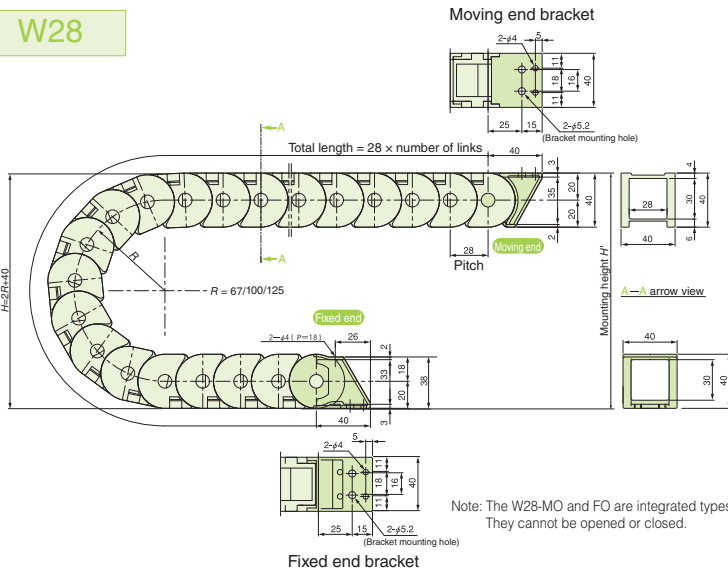 W28
Moving end bracket
2-φ4
5
11
18
11
16
40
25
15
2-φ5.2
(Bracket mounting hole)
A
Total length = 28 × number of links
40
3
20
35
20
40
2
4
28
30
40
6
40
A
28
Pitch
Moving end
A—A arrow view
H=2R+40
R
R = 67/100/125
Mounting height H'
Fixed end
2—φ4 ( P=18)
26
2
33
18
20
38
3
40
40
30
40
5
2-φ4
11
18
11
16
40
25
15
2-φ5.2
(Bracket mounting hole)
Fixed end bracket
Note: The W28-MO and FO are integrated types.
They cannot be opened or closed.